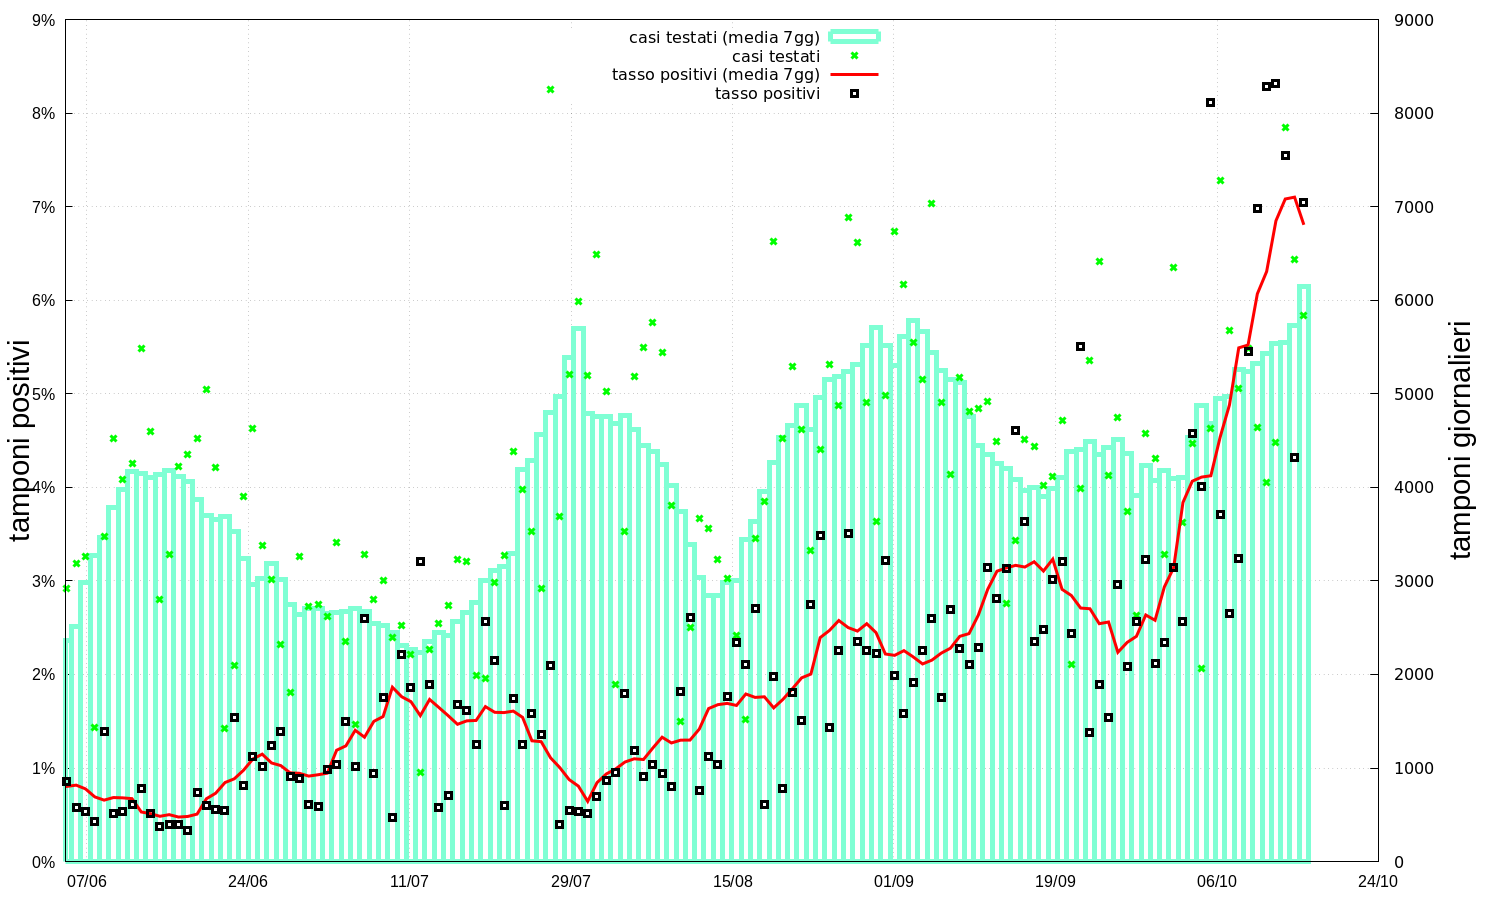 casi testati (media 7gg)
casi testati
tasso positivi (media 7gg)
tasso positivi
9%
8%
7%
6%
5%
4%
3%
2%
1%
0%
tamponi positivi
9000
8000
7000
6000
5000
4000
3000
2000
1000
0
tamponi giornalieri
07/06 24/06 11/07 29/07 15/08 01/09 19/09 06/10 24/10